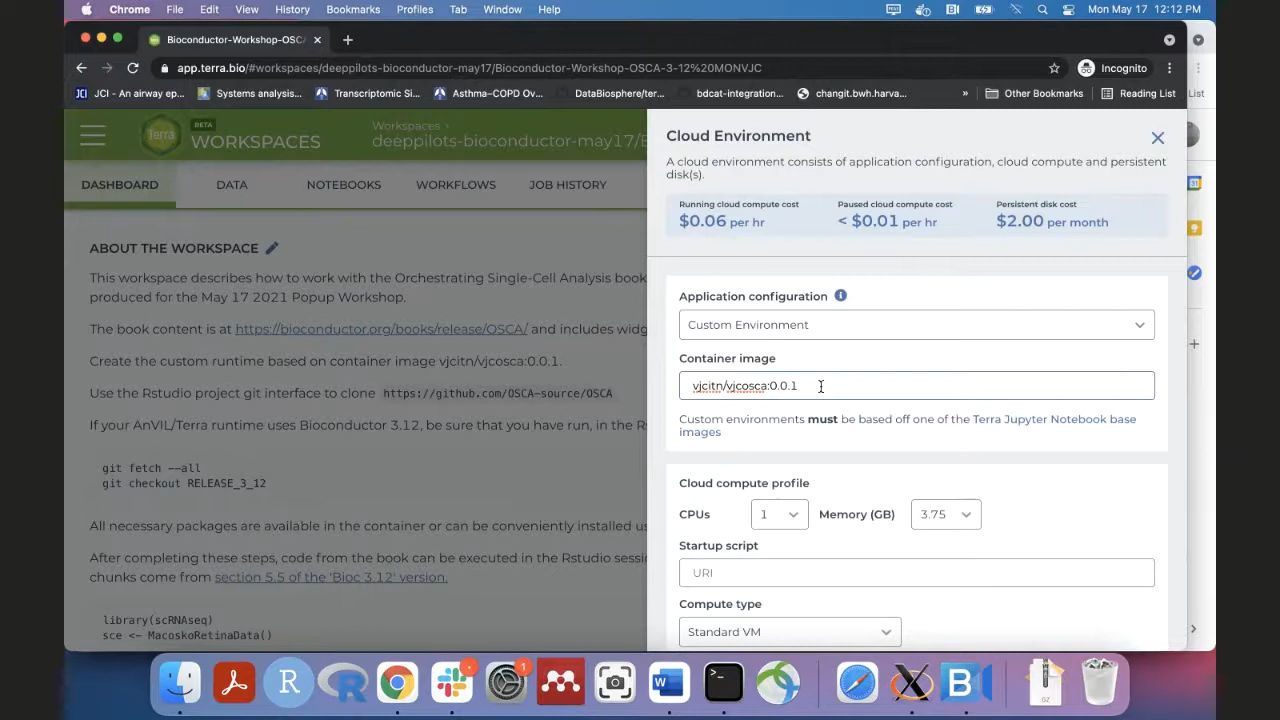 Chrome File Edit View History Bookmarks Profiles Tab Window Help Mon May 17 12:12 PM
Bioconductor-Workshop-OSCA
app.terra.bio/#workspaces/deeppilots-bioconductor-may17/Bioconductor-Workshop-OSCA-3-12%20MONVJC Incognito
JCI - An airway ep... Systems analysis... Transcriptomic Si... Asthma-COPD Ov... DataBiosphere/ter... bdcat-integration... changit.bwh.harva... » Other Bookmarks Reading List List
Terra BETA WORKSPACES
Workspaces ›
deeppilots-bioconductor-may17/B
DASHBOARD DATA NOTEBOOKS WORKFLOWS JOB HISTORY
ABOUT THE WORKSPACE
This workspace describes how to work with the Orchestrating Single-Cell Analysis book
produced for the May 17 2021 Popup Workshop.
The book content is at https://bioconductor.org/books/release/OSCA/ and includes widg
Create the custom runtime based on container image vjcitn/vjcosca:0.0.1.
Use the Rstudio project git interface to clone https://github.com/OSCA-source/OSCA
If your AnVIL/Terra runtime uses Bioconductor 3.12, be sure that you have run, in the Rs
git fetch --all
git checkout RELEASE_3_12
All necessary packages are available in the container or can be conveniently installed us
After completing these steps, code from the book can be executed in the Rstudio sessi
chunks come from section 5.5 of the 'Bioc 3.12' version.
library(scRNAseq)
sce <- MacoskoRetinaData()
Cloud Environment
A cloud environment consists of application configuration, cloud compute and persistent
disk(s).
Running cloud compute cost Paused cloud compute cost Persistent disk cost
$0.06 per hr < $0.01 per hr $2.00 per month
Application configuration
Custom Environment
Container image
vjcitn/vjcosca:0.0.1
Custom environments must be based off one of the Terra Jupyter Notebook base
images
Cloud compute profile
CPUs 1 Memory (GB) 3.75
Startup script
URI
Compute type
Standard VM